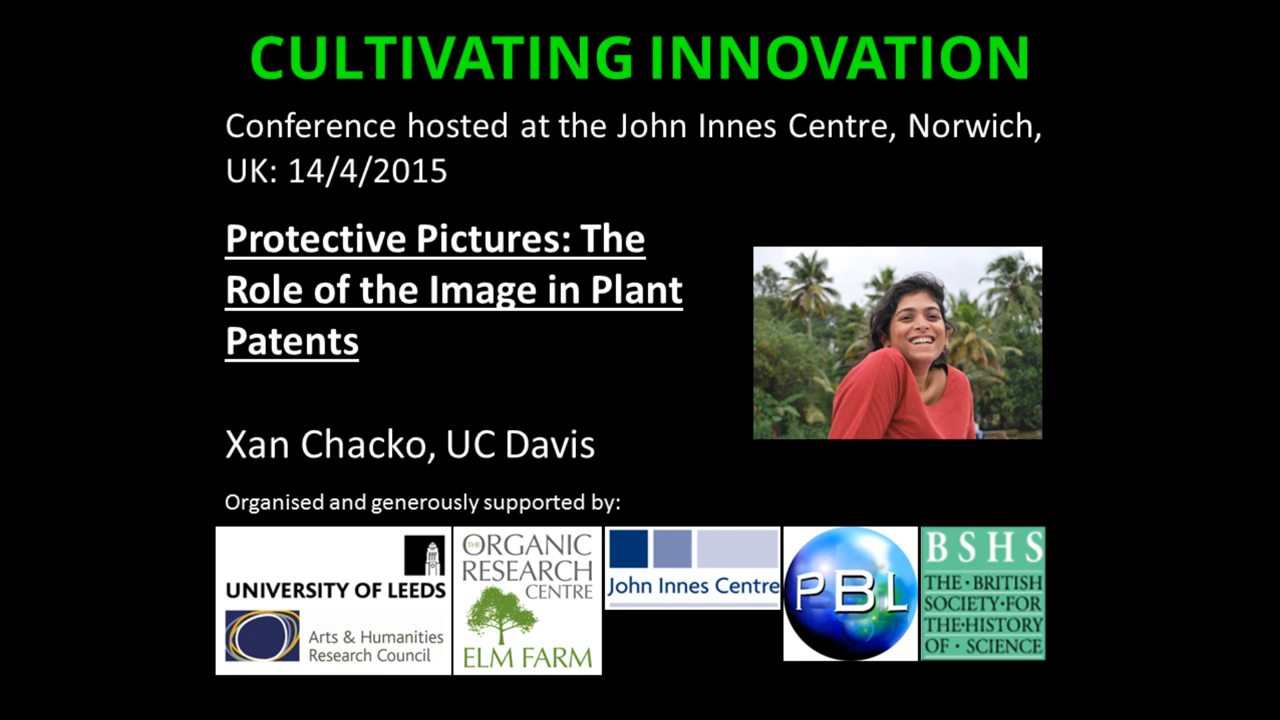 CULTIVATING INNOVATION
Conference hosted at the John Innes Centre, Norwich,
UK: 14/4/2015
Protective Pictures: The
Role of the Image in Plant
Patents
Xan Chacko, UC Davis
Organised and generously supported by:
UNIVERSITY OF LEEDS
Arts & Humanities
Research Council
THE
ORGANIC
RESEARCH
CENTRE
ELM FARM
John Innes Centre
PBL
BSHS
THE·BRITISH
SOCIETY·FOR
THE·HISTORY
OF·SCIENCE